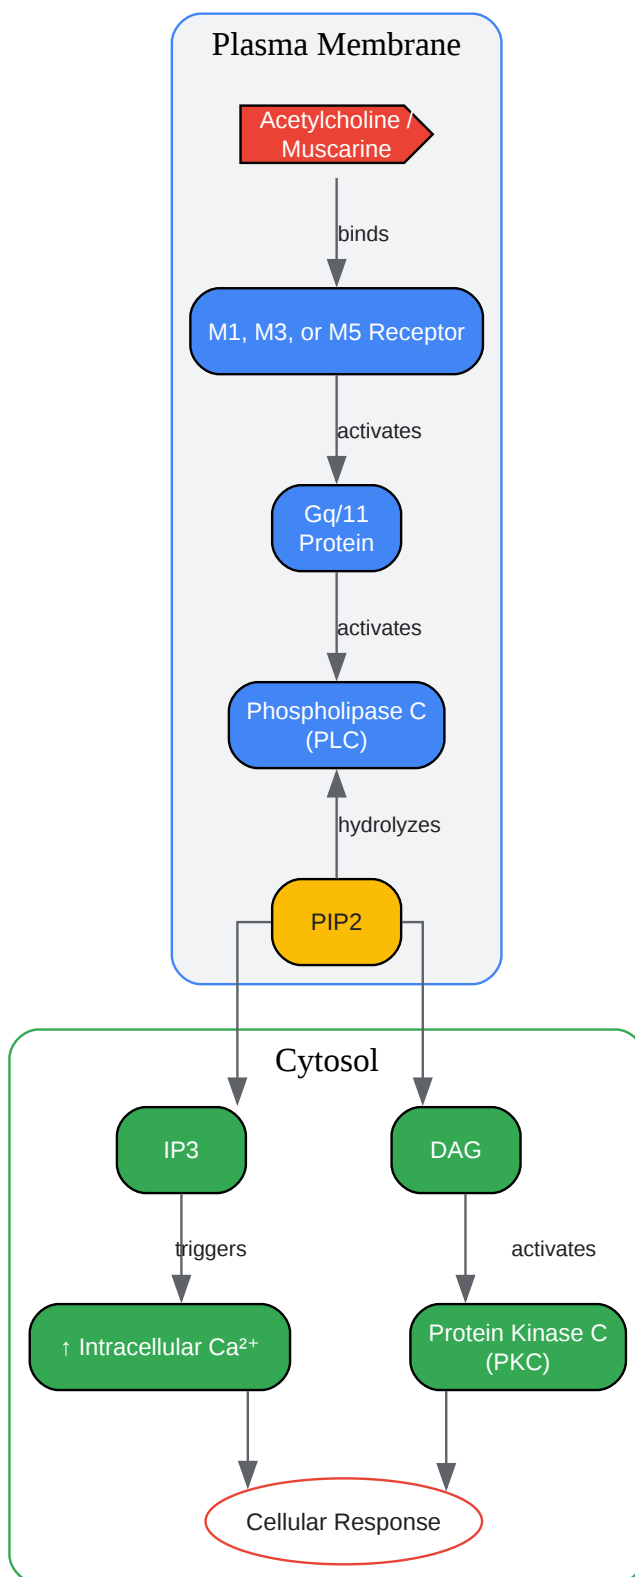 Plasma Membrane
Acetylcholine /
Muscarine
binds
M1, M3, or M5 Receptor
activates
Gq/11
Protein
activates
Phospholipase C
(PLC)
hydrolyzes
PIP2
Cytosol
IP3
DAG
triggers
activates
↑ Intracellular Ca²⁺
Protein Kinase C
(PKC)
Cellular Response